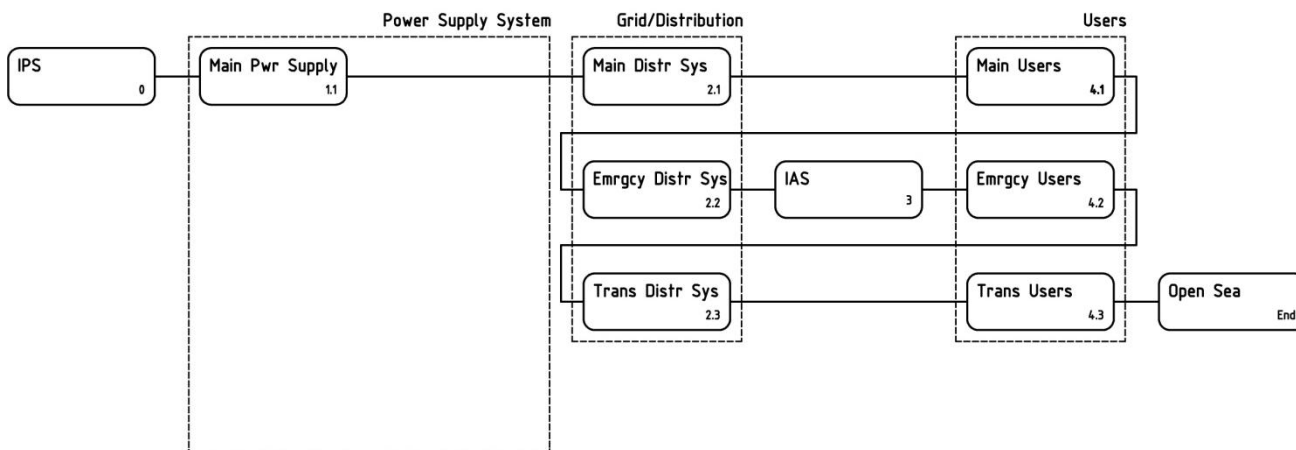 Power Supply System
Grid/Distribution
Users
IPS
0
Main Pwr Supply
1.1
Main Distr Sys
2.1
Main Users
4.1
Emrgcy Distr Sys
2.2
IAS
3
Emrgcy Users
4.2
Trans Distr Sys
2.3
Trans Users
4.3
Open Sea
End